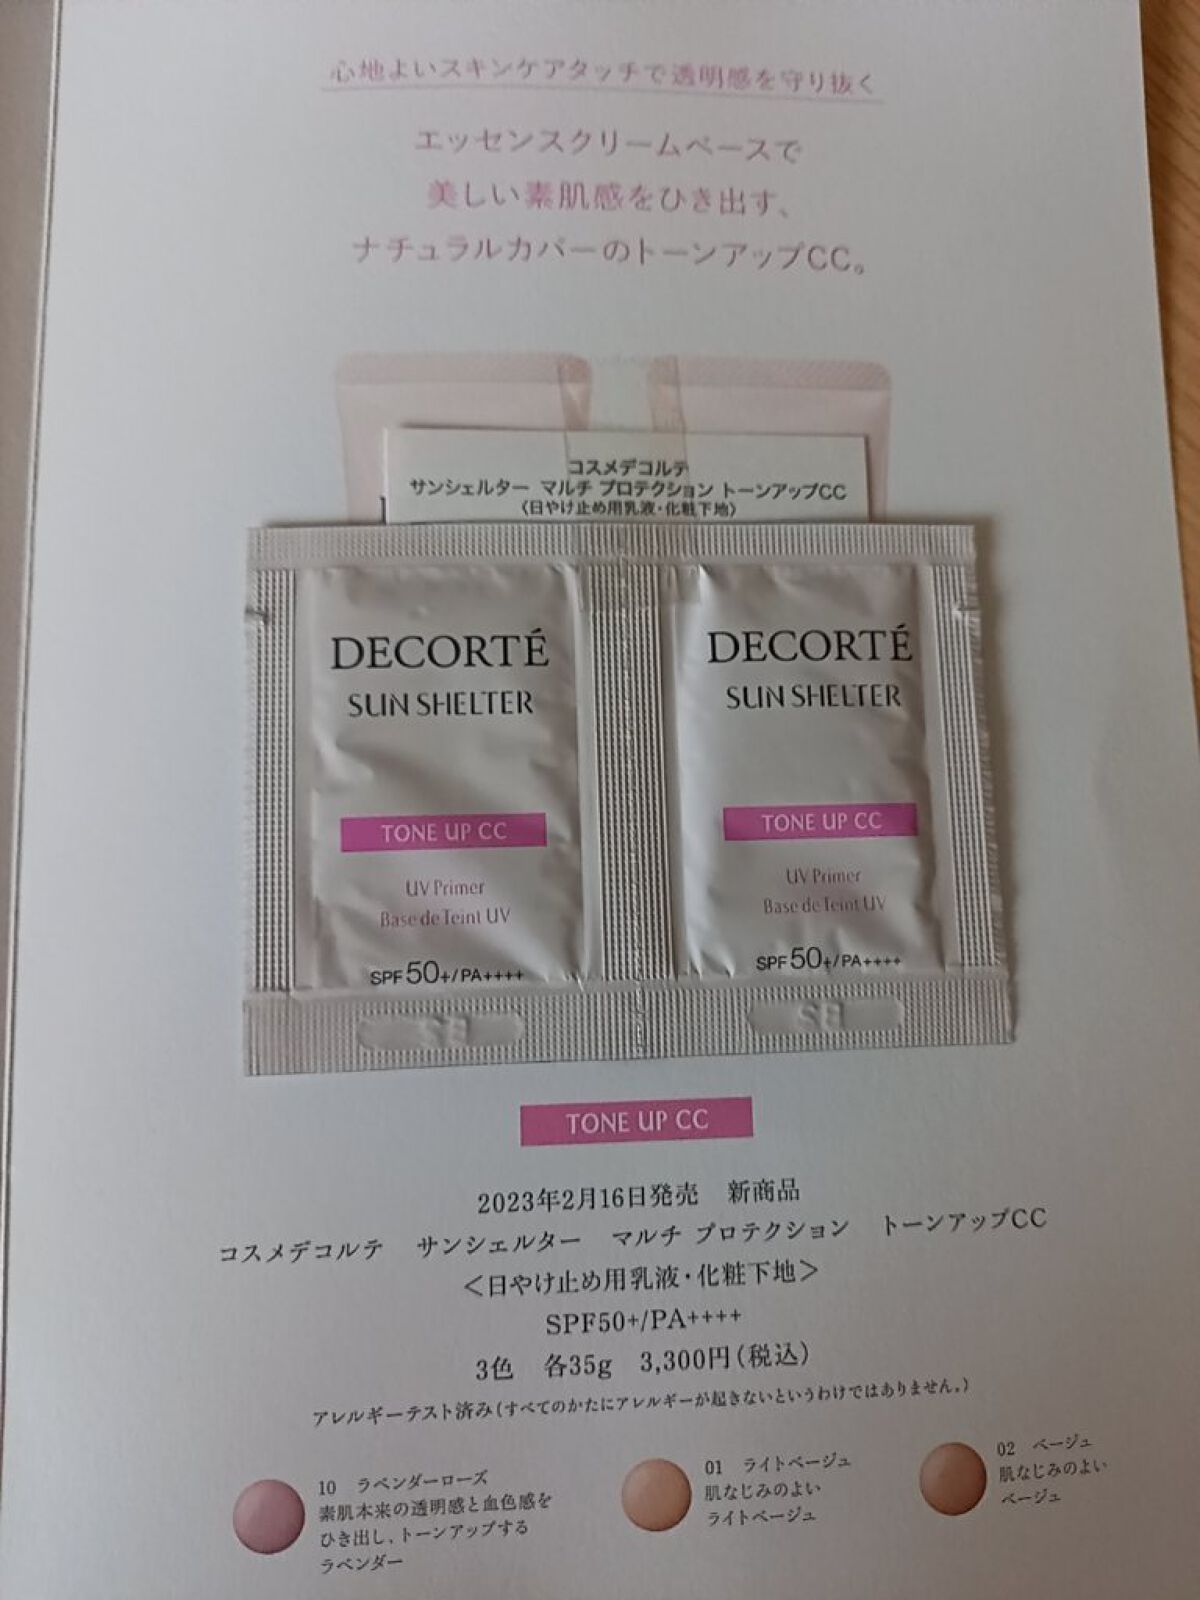 心地よいスキンケアタッチで透明感を守り抜く
エッセンスクリームベースで
美しい素肌感をひき出す、
ナチュラルカバーのトーンアップCC。
コスメデコルテ
サンシェルター マルチ プロテクション トーンアップCC
〈日やけ止め用乳液・化粧下地〉
DECORTÉ
SUN SHELTER
TONE UP CC
UV Primer
Base de Teint UV
SPF50+/PA++++
DECORTÉ
SUN SHELTER
TONE UP CC
UV Primer
Base de Teint UV
SPF50+/PA++++
TONE UP CC
2023年2月16日発売 新商品
コスメデコルテ サンシェルター マルチ プロテクション トーンアップCC
＜日やけ止め用乳液・化粧下地＞
SPF50+/PA++++
3色 各35g 3,300円（税込）
アレルギーテスト済み（すべてのかたにアレルギーが起きないというわけではありません。）
10 ラベンダーローズ
素肌本来の透明感と血色感を
ひき出し、トーンアップする
ラベンダー
01 ライトベージュ
肌なじみのよい
ライトベージュ
02 ベージュ
肌なじみのよい
ベージュ